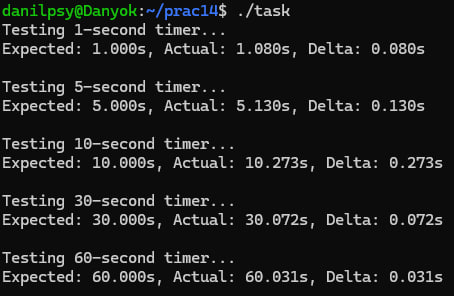 danilpsy@Danyok:~/prac14$ ./task
Testing 1-second timer...
Expected: 1.000s, Actual: 1.080s, Delta: 0.080s
Testing 5-second timer...
Expected: 5.000s, Actual: 5.130s, Delta: 0.130s
Testing 10-second timer...
Expected: 10.000s, Actual: 10.273s, Delta: 0.273s
Testing 30-second timer...
Expected: 30.000s, Actual: 30.072s, Delta: 0.072s
Testing 60-second timer...
Expected: 60.000s, Actual: 60.031s, Delta: 0.031s